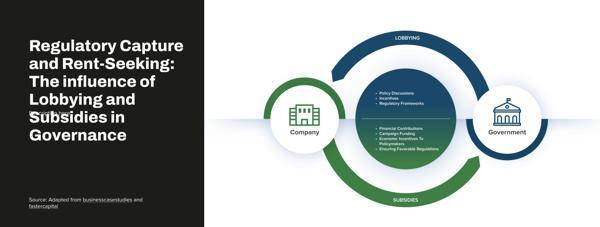 Regulatory Capture
and Rent-Seeking:
The influence of
Lobbying and
Subsidies in
Governance
Source: Adapted from businesscasestudies and
fastercapital
LOBBYING
• Policy Discussions
• Incentives
• Regulatory Frameworks
Company
Government
• Financial Contributions
• Campaign Funding
• Economic Incentives To
Policymakers
• Ensuring Favorable Regulations
SUBSIDIES